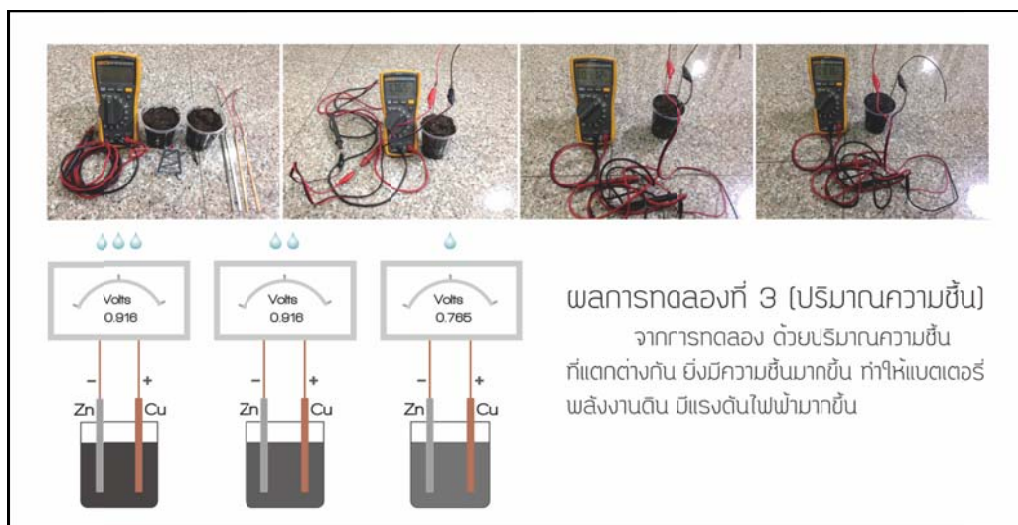 Volts
0.916
Volts
0.916
Volts
0.765
- +
Zn Cu
- +
Zn Cu
- +
Zn Cu
ผลการทดลองที่ 3 (ปริมาณความชื้น)
จากการทดลอง ด้วยปริมาณความชื้น
ที่แตกต่างกัน ยิ่งมีความชื้นมากขึ้น ทำให้แบตเตอรี่
พลังงานดิน มีแรงดันไฟฟ้ามากขึ้น